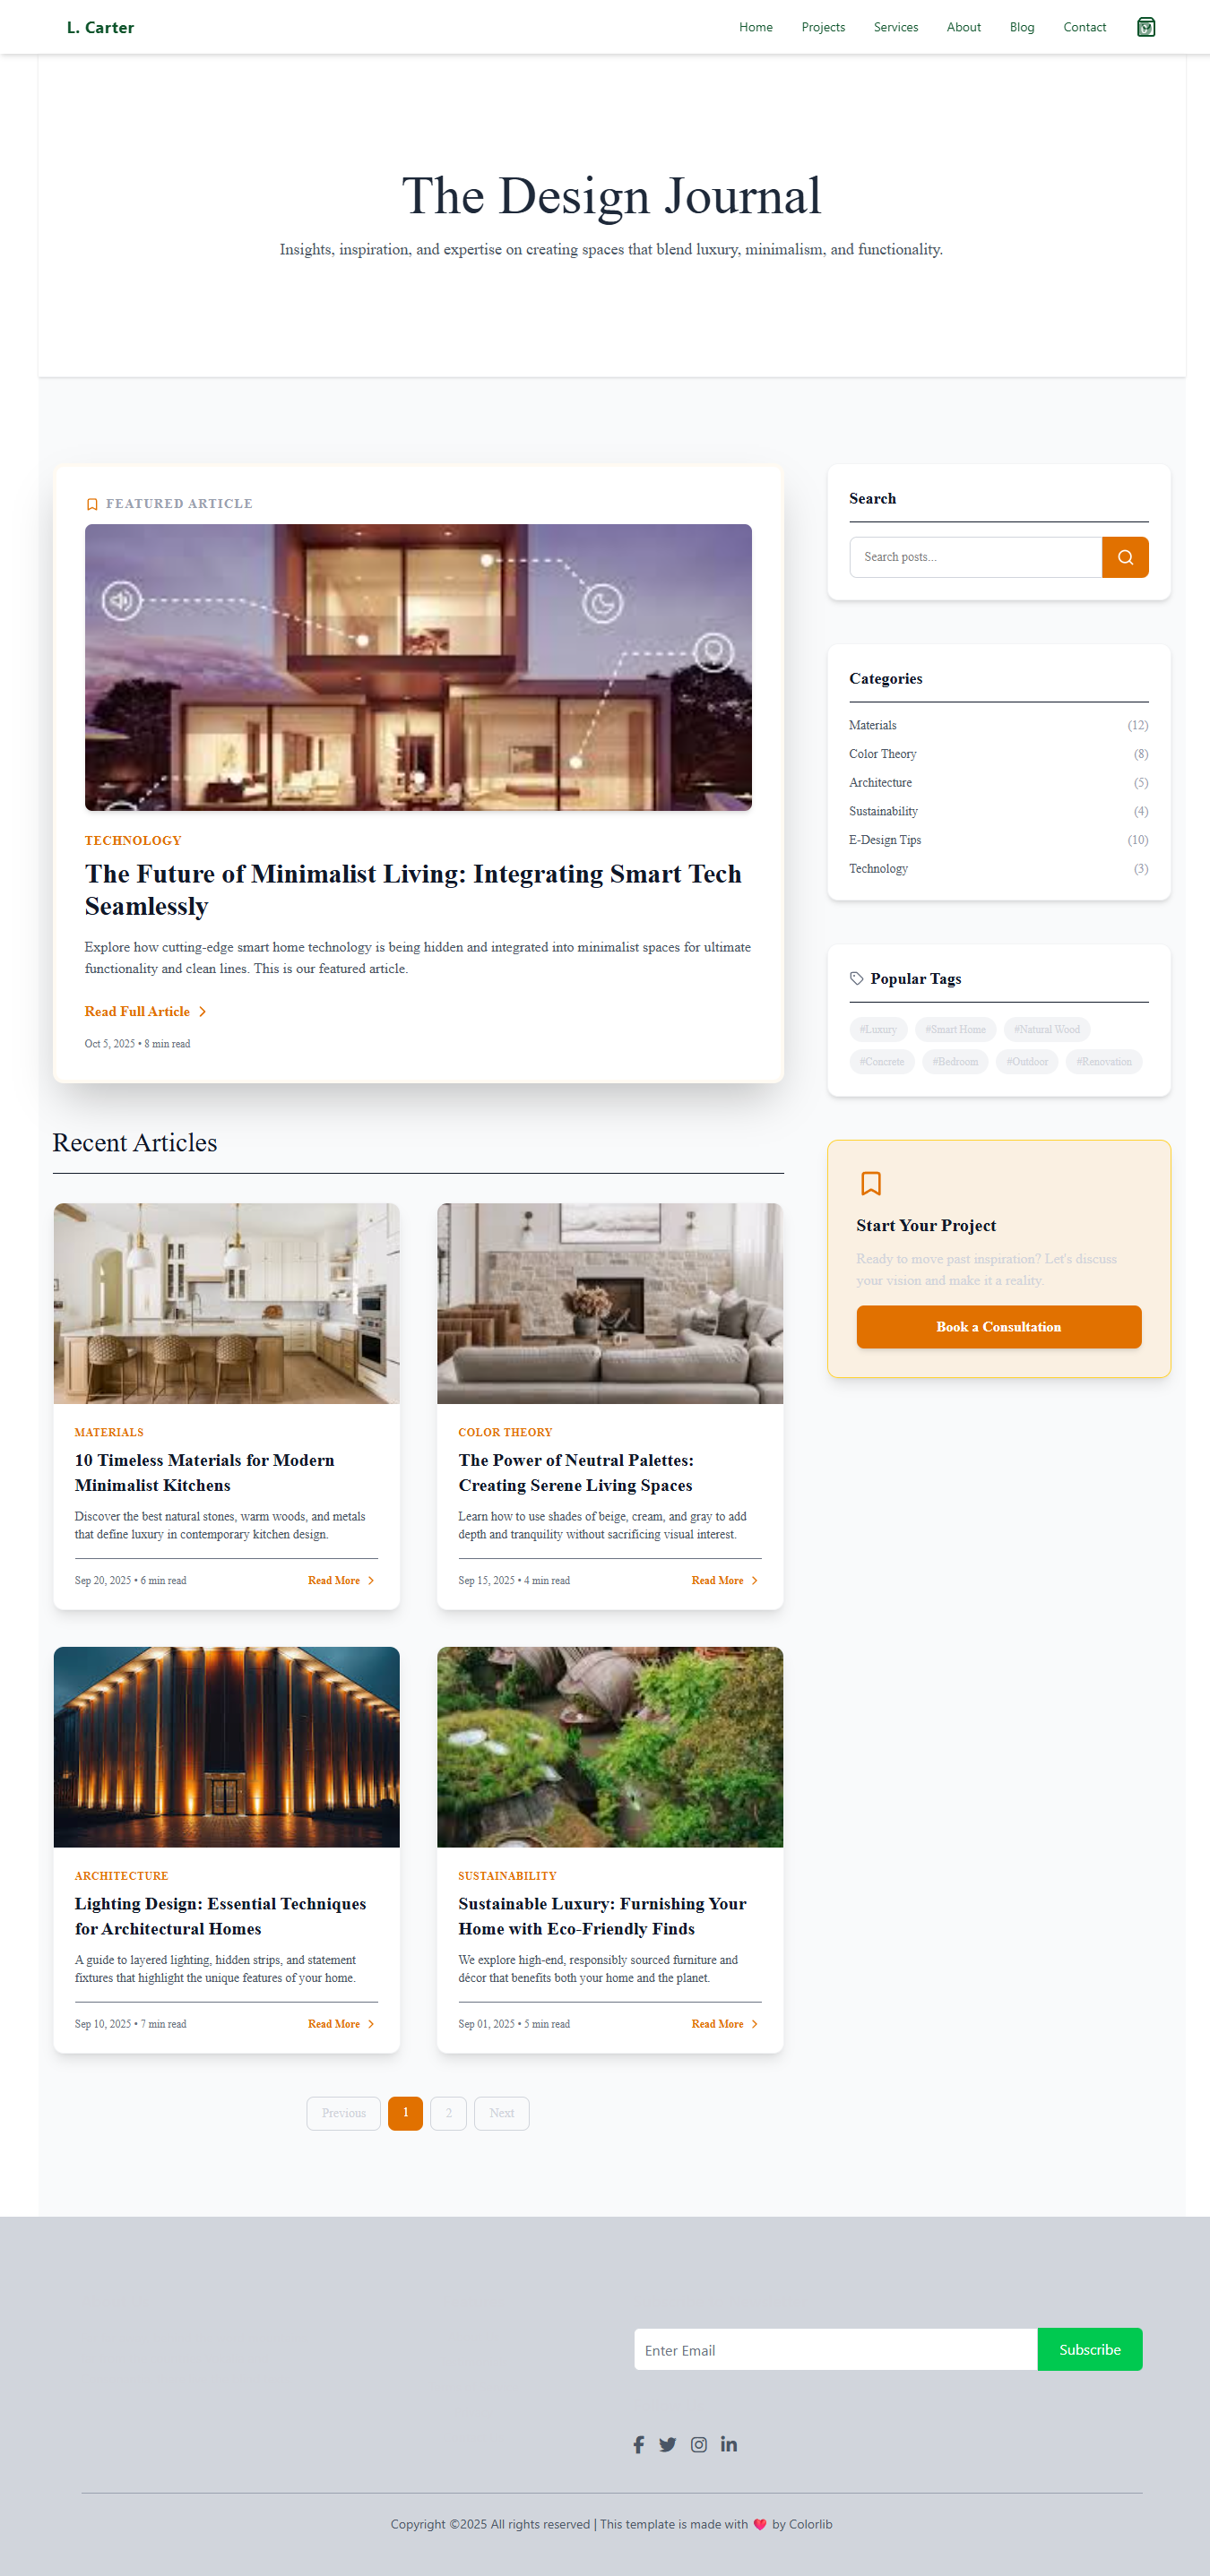 L. Carter
Home Projects Services About Blog Contact
The Design Journal
Insights, inspiration, and expertise on creating spaces that blend luxury, minimalism, and functionality.
FEATURED ARTICLE
TECHNOLOGY
The Future of Minimalist Living: Integrating Smart Tech
Seamlessly
Explore how cutting-edge smart home technology is being hidden and integrated into minimalist spaces for ultimate
functionality and clean lines. This is our featured article.
Read Full Article
Oct 5, 2025 • 8 min read
Recent Articles
MATERIALS
10 Timeless Materials for Modern
Minimalist Kitchens
Discover the best natural stones, warm woods, and metals
that define luxury in contemporary kitchen design.
Sep 20, 2025 • 6 min read Read More
COLOR THEORY
The Power of Neutral Palettes:
Creating Serene Living Spaces
Learn how to use shades of beige, cream, and gray to add
depth and tranquility without sacrificing visual interest.
Sep 15, 2025 • 4 min read Read More
ARCHITECTURE
Lighting Design: Essential Techniques
for Architectural Homes
A guide to layered lighting, hidden strips, and statement
fixtures that highlight the unique features of your home.
Sep 10, 2025 • 7 min read Read More
SUSTAINABILITY
Sustainable Luxury: Furnishing Your
Home with Eco-Friendly Finds
We explore high-end, responsibly sourced furniture and
décor that benefits both your home and the planet.
Sep 01, 2025 • 5 min read Read More
Previous 1 2 Next
Search
Search posts...
Categories
Materials (12)
Color Theory (8)
Architecture (5)
Sustainability (4)
E-Design Tips (10)
Technology (3)
Popular Tags
#Luxury #Smart Home #Natural Wood
#Concrete #Bedroom #Outdoor #Renovation
Start Your Project
Ready to move past inspiration? Let's discuss
your vision and make it a reality.
Book a Consultation
Enter Email Subscribe
Copyright ©2025 All rights reserved | This template is made with 💔 by Colorlib